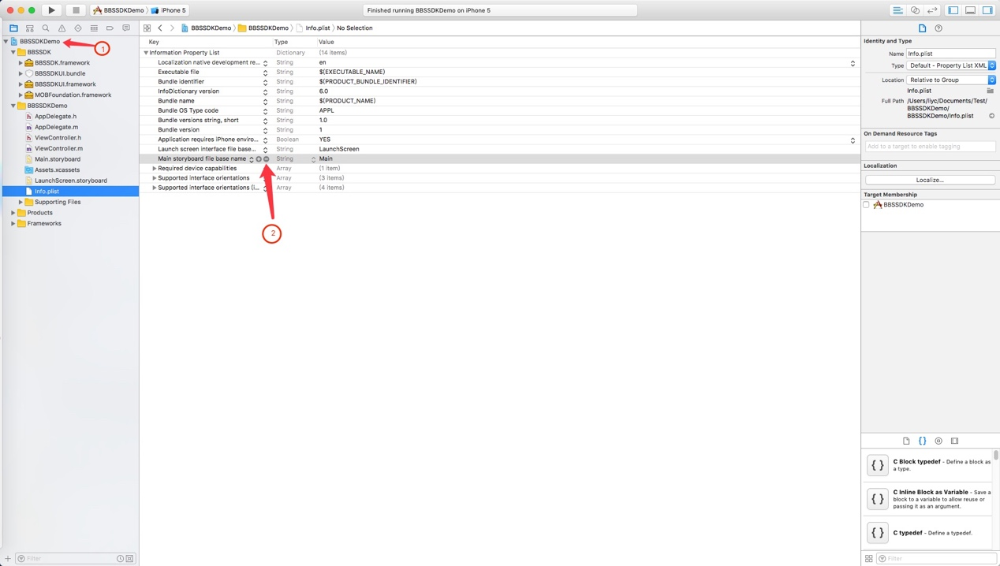 BBSSDKDemo
iPhone 5
Finished running BBSSDKDemo on iPhone 5
BBSSDKDemo
1
BBSSDK
BBSSDK.framework
BBSSDKUI.bundle
BBSSDKUI.framework
MOBFoundation.framework
BBSSDKDemo
AppDelegate.h
AppDelegate.m
ViewController.h
ViewController.m
Main.storyboard
Assets.xcassets
LaunchScreen.storyboard
Info.plist
Supporting Files
Products
Frameworks
Filter
BBSSDKDemo BBSSDKDemo Info.plist No Selection
Key Type Value
Information Property List Dictionary (14 items)
Localization native development re... String en
Executable file String $(EXECUTABLE_NAME)
Bundle identifier String $(PRODUCT_BUNDLE_IDENTIFIER)
InfoDictionary version String 6.0
Bundle name String $(PRODUCT_NAME)
Bundle OS Type code String APPL
Bundle versions string, short String 1.0
Bundle version String 1
Application requires iPhone enviro... Boolean YES
Launch screen interface file base... String LaunchScreen
Main storyboard file base name String Main
Required device capabilities Array (1 item)
Supported interface orientations Array (3 items)
Supported interface orientations (i... Array (4 items)
2
Identity and Type
Name Info.plist
Type Default - Property List XML
Location Relative to Group
Info.plist
Full Path /Users/liyc/Documents/Test/
BBSSDKDemo/
BBSSDKDemo/Info.plist
On Demand Resource Tags
Add to a target to enable tagging
Localization
Localize...
Target Membership
BBSSDKDemo
{ } C Block typedef - Define a block as
a type.
{ } C Inline Block as Variable - Save a
block to a variable to allow reuse or
passing it as an argument.
{ } C typedef - Define a typedef.
Filter